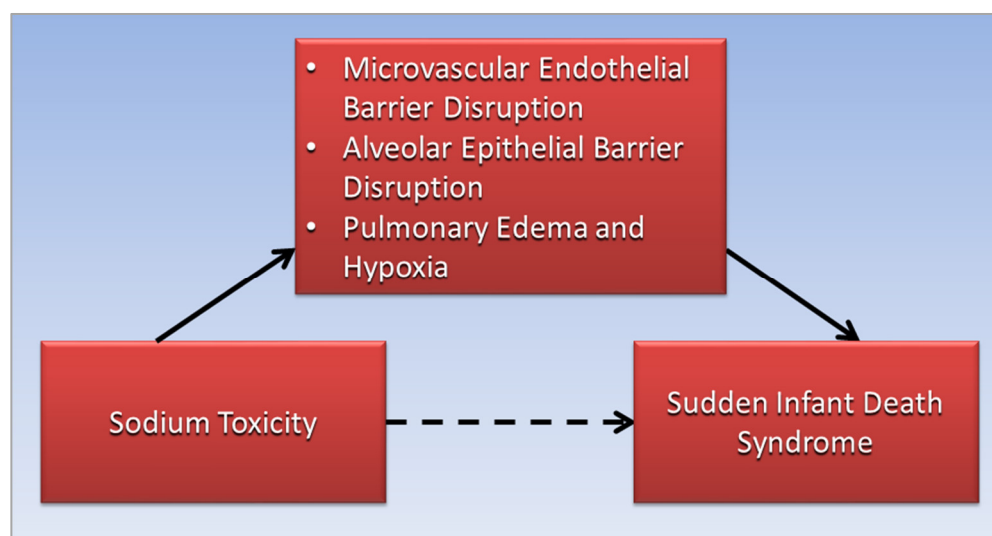 • Microvascular Endothelial
Barrier Disruption
• Alveolar Epithelial Barrier
Disruption
• Pulmonary Edema and
Hypoxia
Sodium Toxicity
Sudden Infant Death
Syndrome